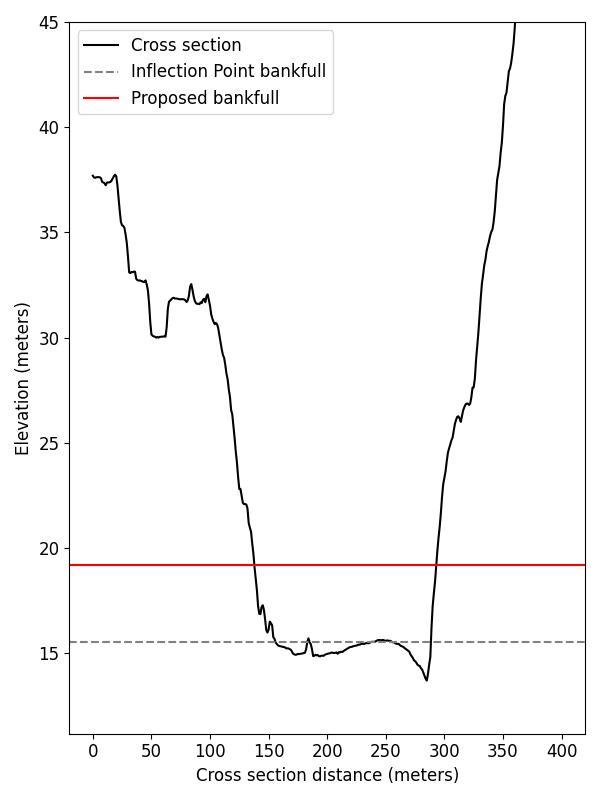 Cross section
Inflection Point bankfull
Proposed bankfull
45
40
35
30
25
20
15
Elevation (meters)
0 50 100 150 200 250 300 350 400
Cross section distance (meters)